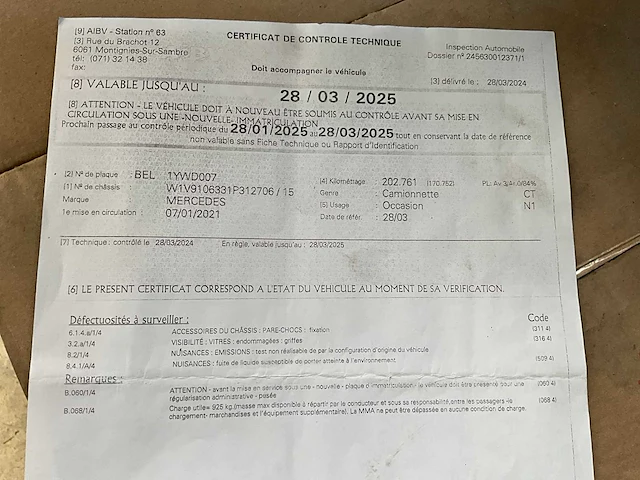 [9] AIBV - Station n° 63
[3] Rue du Brachot 12
6061 Montignies-Sur-Sambre
tél: (071) 32 14 38
fax:
CERTIFICAT DE CONTROLE TECHNIQUE
Doit accompagner le véhicule
Inspection Automobile
Dossier n° 245630012371/1
[3] délivré le : 28/03/2024
[8] VALABLE JUSQU'AU :
28 / 03 / 2025
[8] ATTENTION - LE VÉHICULE DOIT À NOUVEAU ÊTRE SOUMIS AU CONTRÔLE AVANT SA MISE EN
CIRCULATION SOUS UNE -NOUVELLE- IMMATRICULATION
Prochain passage au contrôle périodique du 28/01/2025 au 28/03/2025 tout en conservant la date de référence
non valable sans Fiche Technique ou Rapport d'Identification
[2] N° de plaque : BEL 1YWD007
[1] N° de châssis : W1V9106331P312706 / 15
Marque MERCEDES
1e mise en circulation : 07/01/2021
[4] Kilométtage : 202.761 (170.752) PL: Av.3/Ar.0/84%
Genre : Camionnette CT
[5] Usage : Occasion N1
Date de référ. : 28/03
[7] Technique : contrôlé le 28/03/2024 En règle, valable jusqu'au : 28/03/2025
[6] LE PRESENT CERTIFICAT CORRESPOND A L'ETAT DU VEHICULE AU MOMENT DE SA VERIFICATION.
Défectuosités à surveiller : Code
6.1.4.a/1/4 ACCESSOIRES DU CHÂSSIS : PARE-CHOCS : fixation (311 4)
3.2.a/1/4 VISIBILITÉ : VITRES : endommagées : griffes (316 4)
8.2/1/4 NUISANCES : EMISSIONS : test non réalisable de par la configuration d'origine du véhicule
8.4.1/A/4 NUISANCES : fuite de liquide susceptible de porter atteinte à l'environnement (509 4)
Remarques :
B.060/1/4 ATTENTION - avant la mise en service sous une - nouvelle - plaque d'immatriculation - le véhicule doit être présenté pour une (060 4)
régularisation administrative - pesée
B.068/1/4 Charge utile= 925 kg.(masse max disponible à répartir par le conducteur et sous sa responsabilité,entre les passagers -le (068 4)
chargement- marchandises et l'équipement supplémentaire). La MMA ne peut être dépassée en aucune condition de charge.